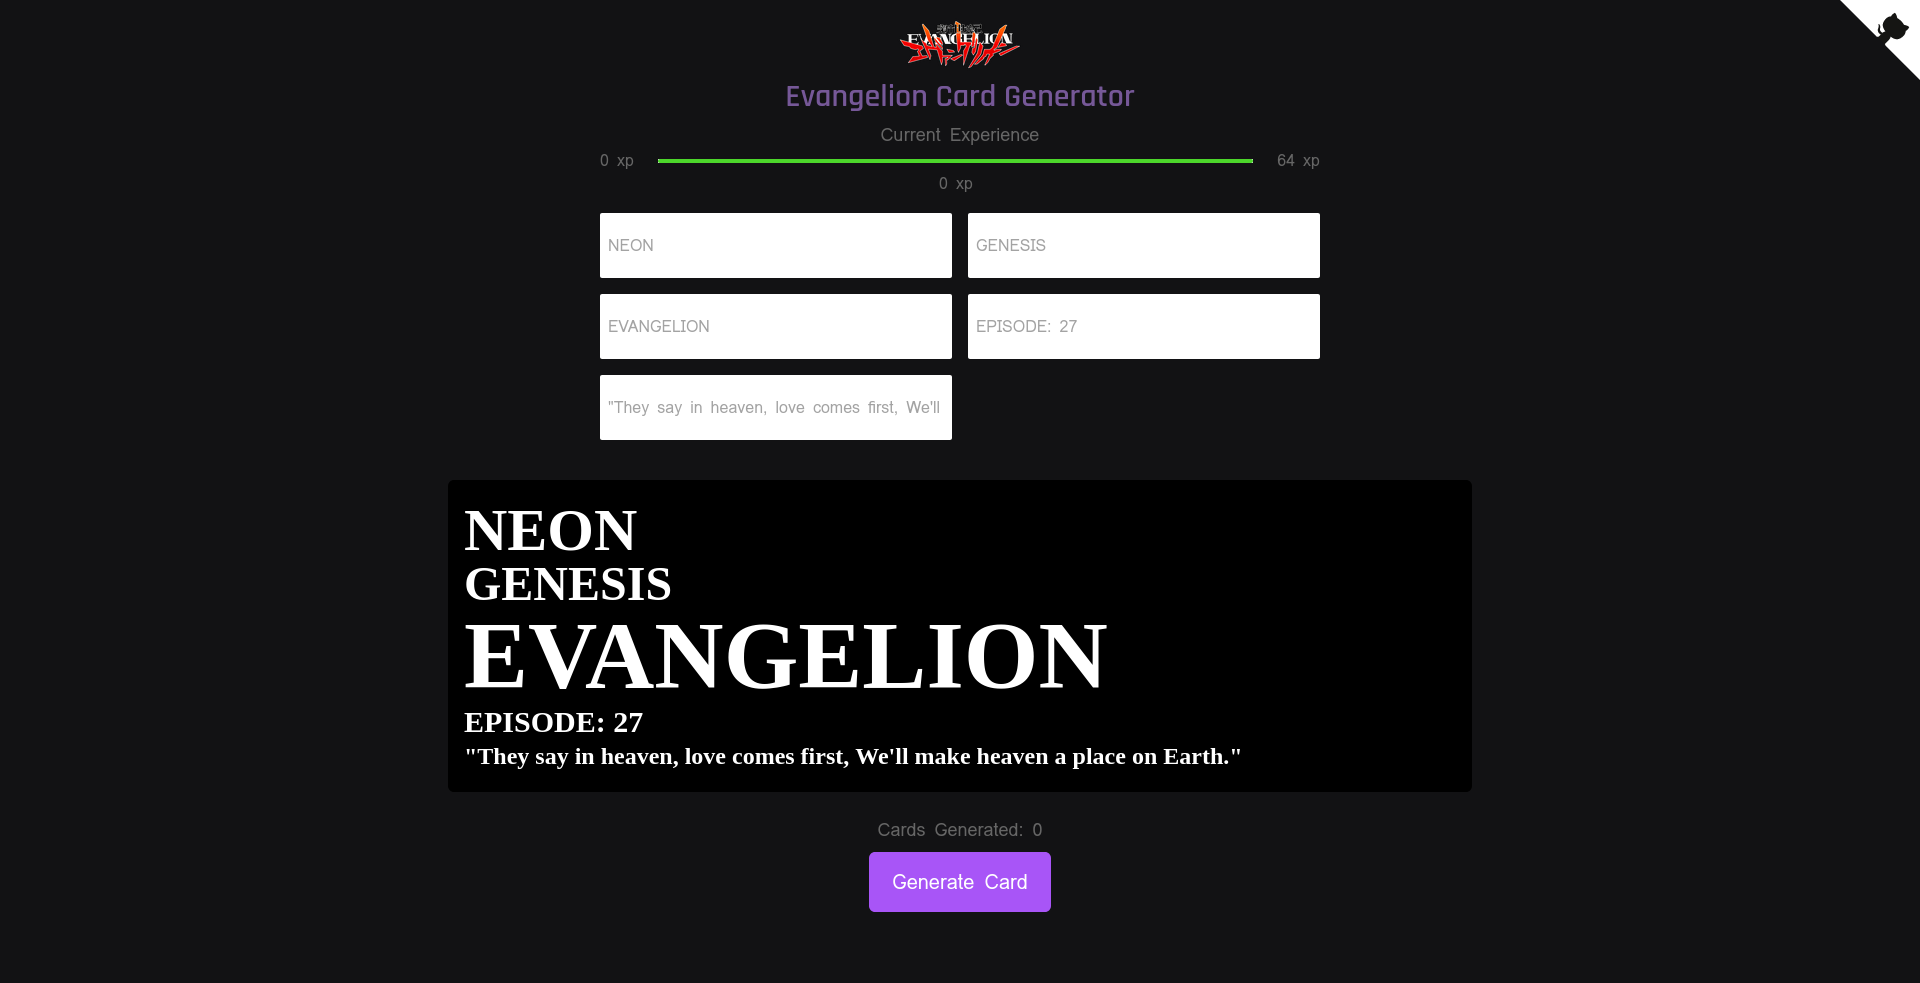 EVANGELION
Evangelion Card Generator
Current Experience
0 xp
64 xp
0 xp
NEON
GENESIS
EVANGELION
EPISODE: 27
"They say in heaven, love comes first, We'll
NEON
GENESIS
EVANGELION
EPISODE: 27
"They say in heaven, love comes first, We'll make heaven a place on Earth."
Cards Generated: 0
Generate Card